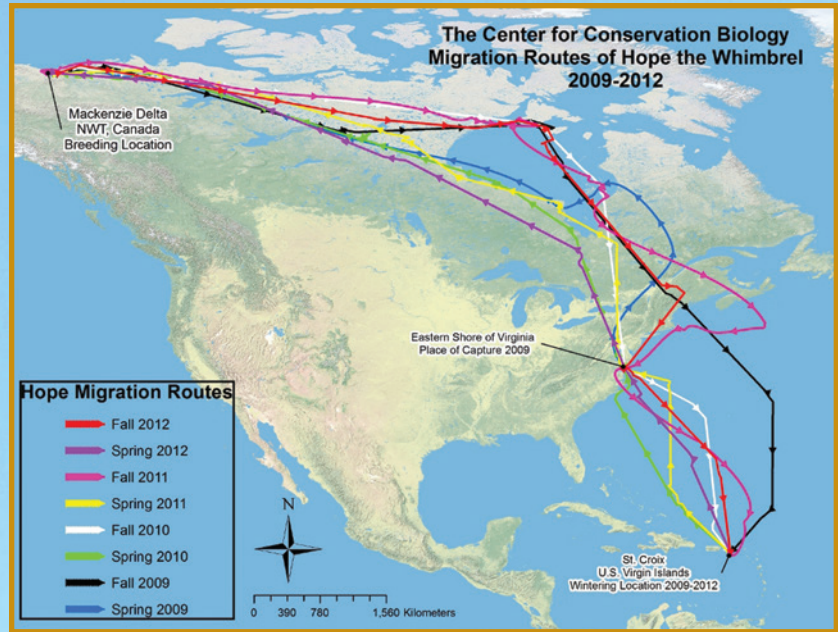 The Center for Conservation Biology
Migration Routes of Hope the Whimbrel
2009-2012
Mackenzie Delta
NWT, Canada
Breeding Location
Eastern Shore of Virginia
Place of Capture 2009
Hope Migration Routes
Fall 2012
Spring 2012
Fall 2011
Spring 2011
Fall 2010
Spring 2010
Fall 2009
Spring 2009
N
0 390 780 1,560 Kilometers
St. Croix
U.S. Virgin Islands
Wintering Location 2009-2012